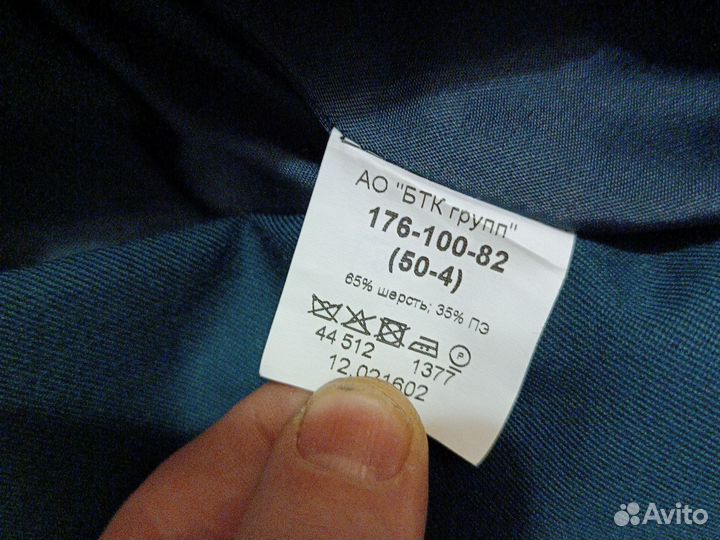 АО "БТК групп"
176-100-82
(50-4)
65% шерсть; 35% ПЭ
P
44 512 1377
12.021602
Avito